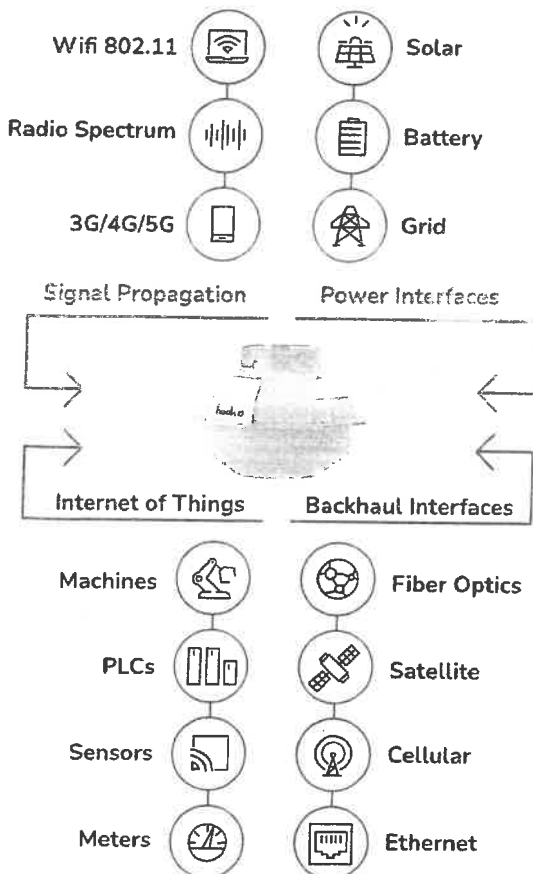 Wifi 802.11
Solar
Radio Spectrum
Battery
3G/4G/5G
Grid
Signal Propagation
Power Interfaces
Internet of Things
Backhaul Interfaces
Machines
Fiber Optics
PLCs
Satellite
Sensors
Cellular
Meters
Ethernet